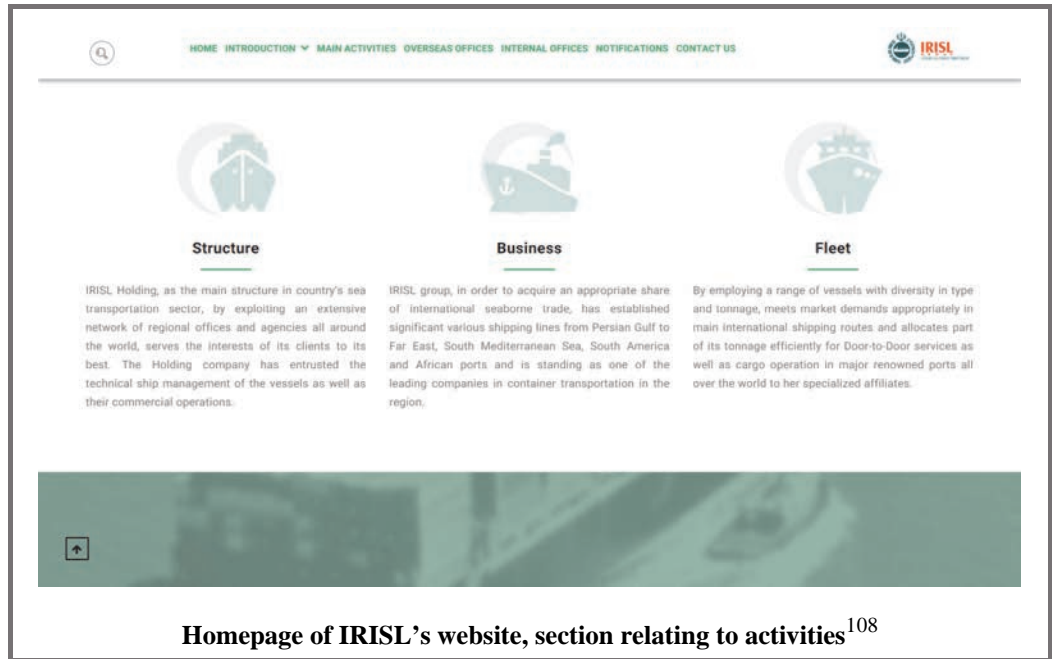 HOME INTRODUCTION MAIN ACTIVITIES OVERSEAS OFFICES INTERNAL OFFICES NOTIFICATIONS CONTACT US
IRISL
Structure
IRISL Holding, as the main structure in country's sea
transportation sector, by exploiting an extensive
network of regional offices and agencies all around
the world, serves the interests of its clients to its
best. The Holding company has entrusted the
technical ship management of the vessels as well as
their commercial operations.
Business
IRISL group, in order to acquire an appropriate share
of international seaborne trade, has established
significant various shipping lines from Persian Gulf to
Far East, South Mediterranean Sea, South America
and African ports and is standing as one of the
leading companies in container transportation in the
region.
Fleet
By employing a range of vessels with diversity in type
and tonnage, meets market demands appropriately in
main international shipping routes and allocates part
of its tonnage efficiently for Door-to-Door services as
well as cargo operation in major renowned ports all
over the world to her specialized affiliates.
Homepage of IRISL’s website, section relating to activities108